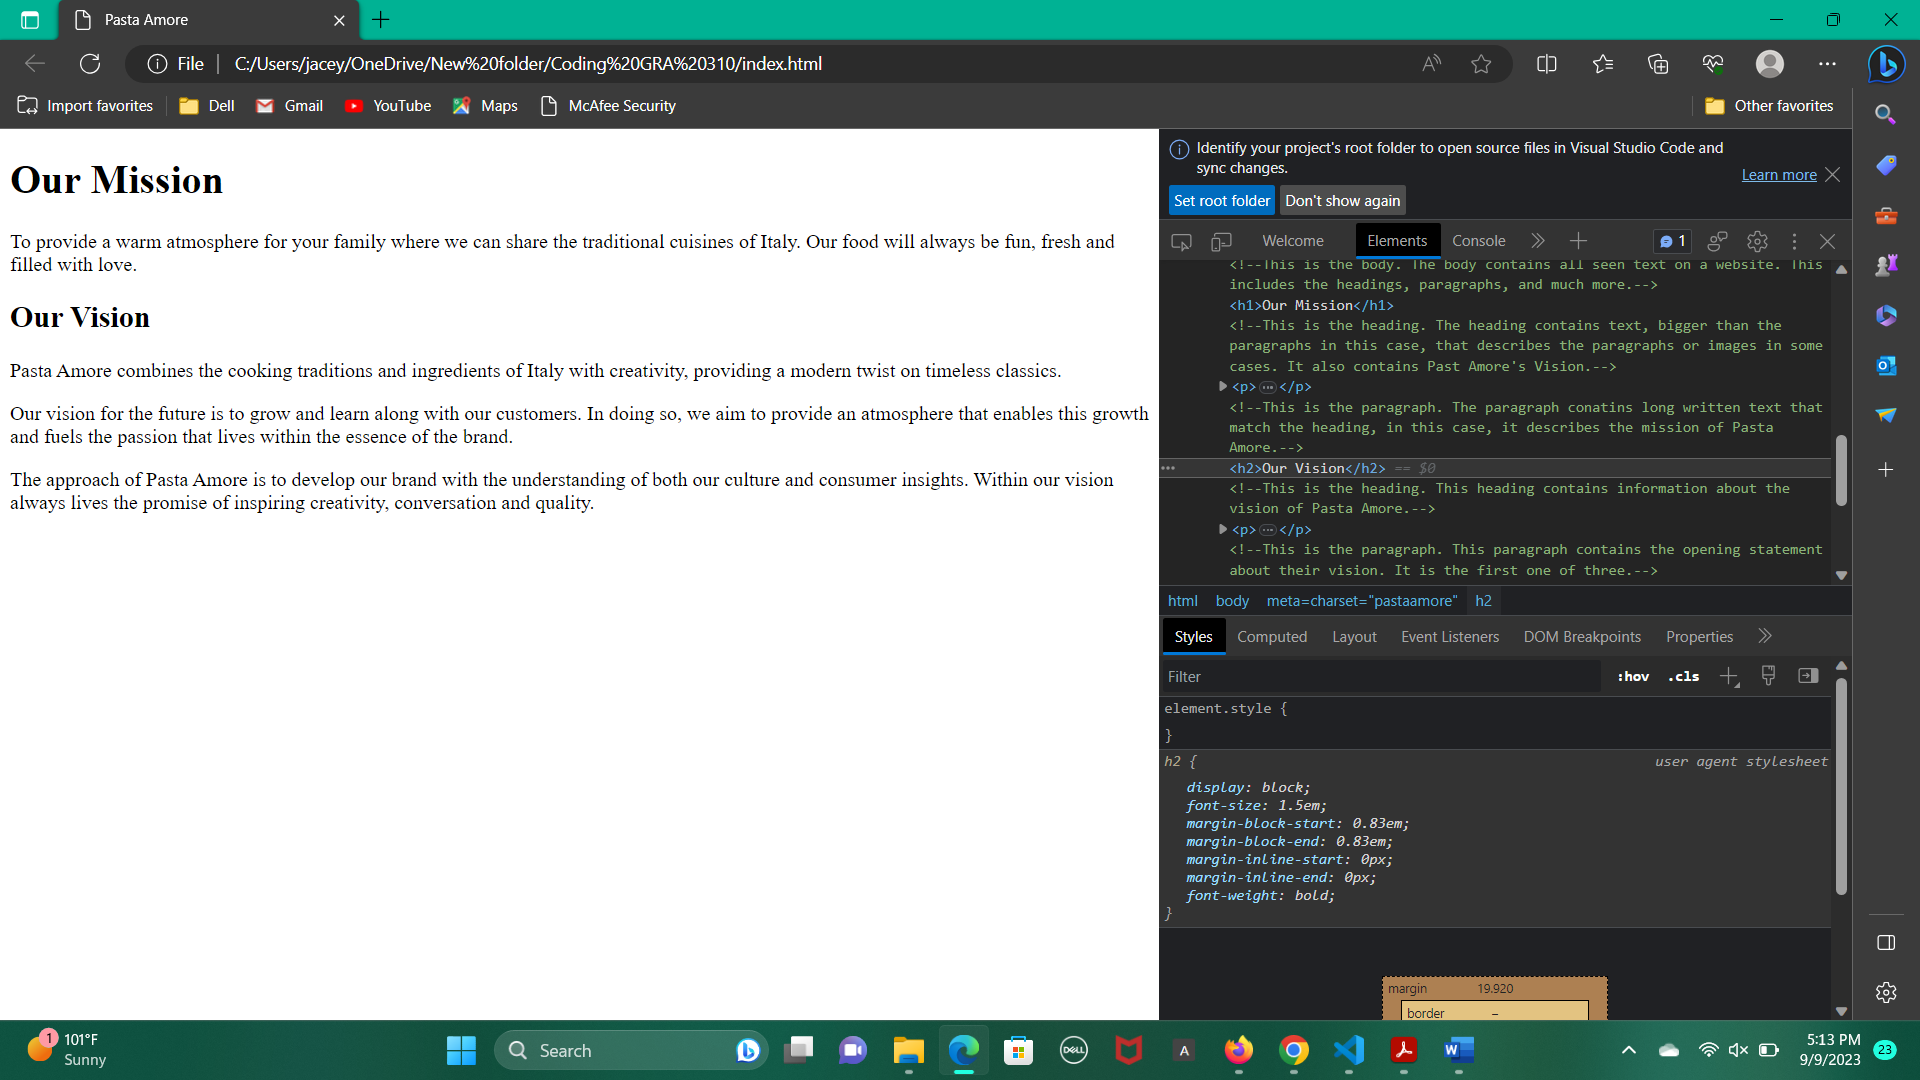 Pasta Amore
File
C:/Users/jacey/OneDrive/New%20folder/Coding%20GRA%20310/index.html
Import favorites
Dell
Gmail
YouTube
Maps
McAfee Security
Other favorites
Our Mission
To provide a warm atmosphere for your family where we can share the traditional cuisines of Italy. Our food will always be fun, fresh and
filled with love.
Our Vision
Pasta Amore combines the cooking traditions and ingredients of Italy with creativity, providing a modern twist on timeless classics.
Our vision for the future is to grow and learn along with our customers. In doing so, we aim to provide an atmosphere that enables this growth
and fuels the passion that lives within the essence of the brand.
The approach of Pasta Amore is to develop our brand with the understanding of both our culture and consumer insights. Within our vision
always lives the promise of inspiring creativity, conversation and quality.
Identify your project's root folder to open source files in Visual Studio Code and
sync changes.
Learn more
Set root folder
Don't show again
Welcome
Elements
Console
1
<!--This is the body. The body contains all seen text on a website. This
includes the headings, paragraphs, and much more.-->
<h1>Our Mission</h1>
<!--This is the heading. The heading contains text, bigger than the
paragraphs in this case, that describes the paragraphs or images in some
cases. It also contains Past Amore's Vision.-->
<p>…</p>
<!--This is the paragraph. The paragraph conatins long written text that
match the heading, in this case, it describes the mission of Pasta
Amore.-->
<h2>Our Vision</h2> == $0
<!--This is the heading. This heading contains information about the
vision of Pasta Amore.-->
<p>…</p>
<!--This is the paragraph. This paragraph contains the opening statement
about their vision. It is the first one of three.-->
html
body
meta=charset="pastaamore"
h2
Styles
Computed
Layout
Event Listeners
DOM Breakpoints
Properties
Filter
:hov
.cls
element.style {
}
h2 {
user agent stylesheet
display: block;
font-size: 1.5em;
margin-block-start: 0.83em;
margin-block-end: 0.83em;
margin-inline-start: 0px;
margin-inline-end: 0px;
font-weight: bold;
}
margin
19.920
border
–
1
101°F
Sunny
Search
DELL
A
W
5:13 PM
9/9/2023
23